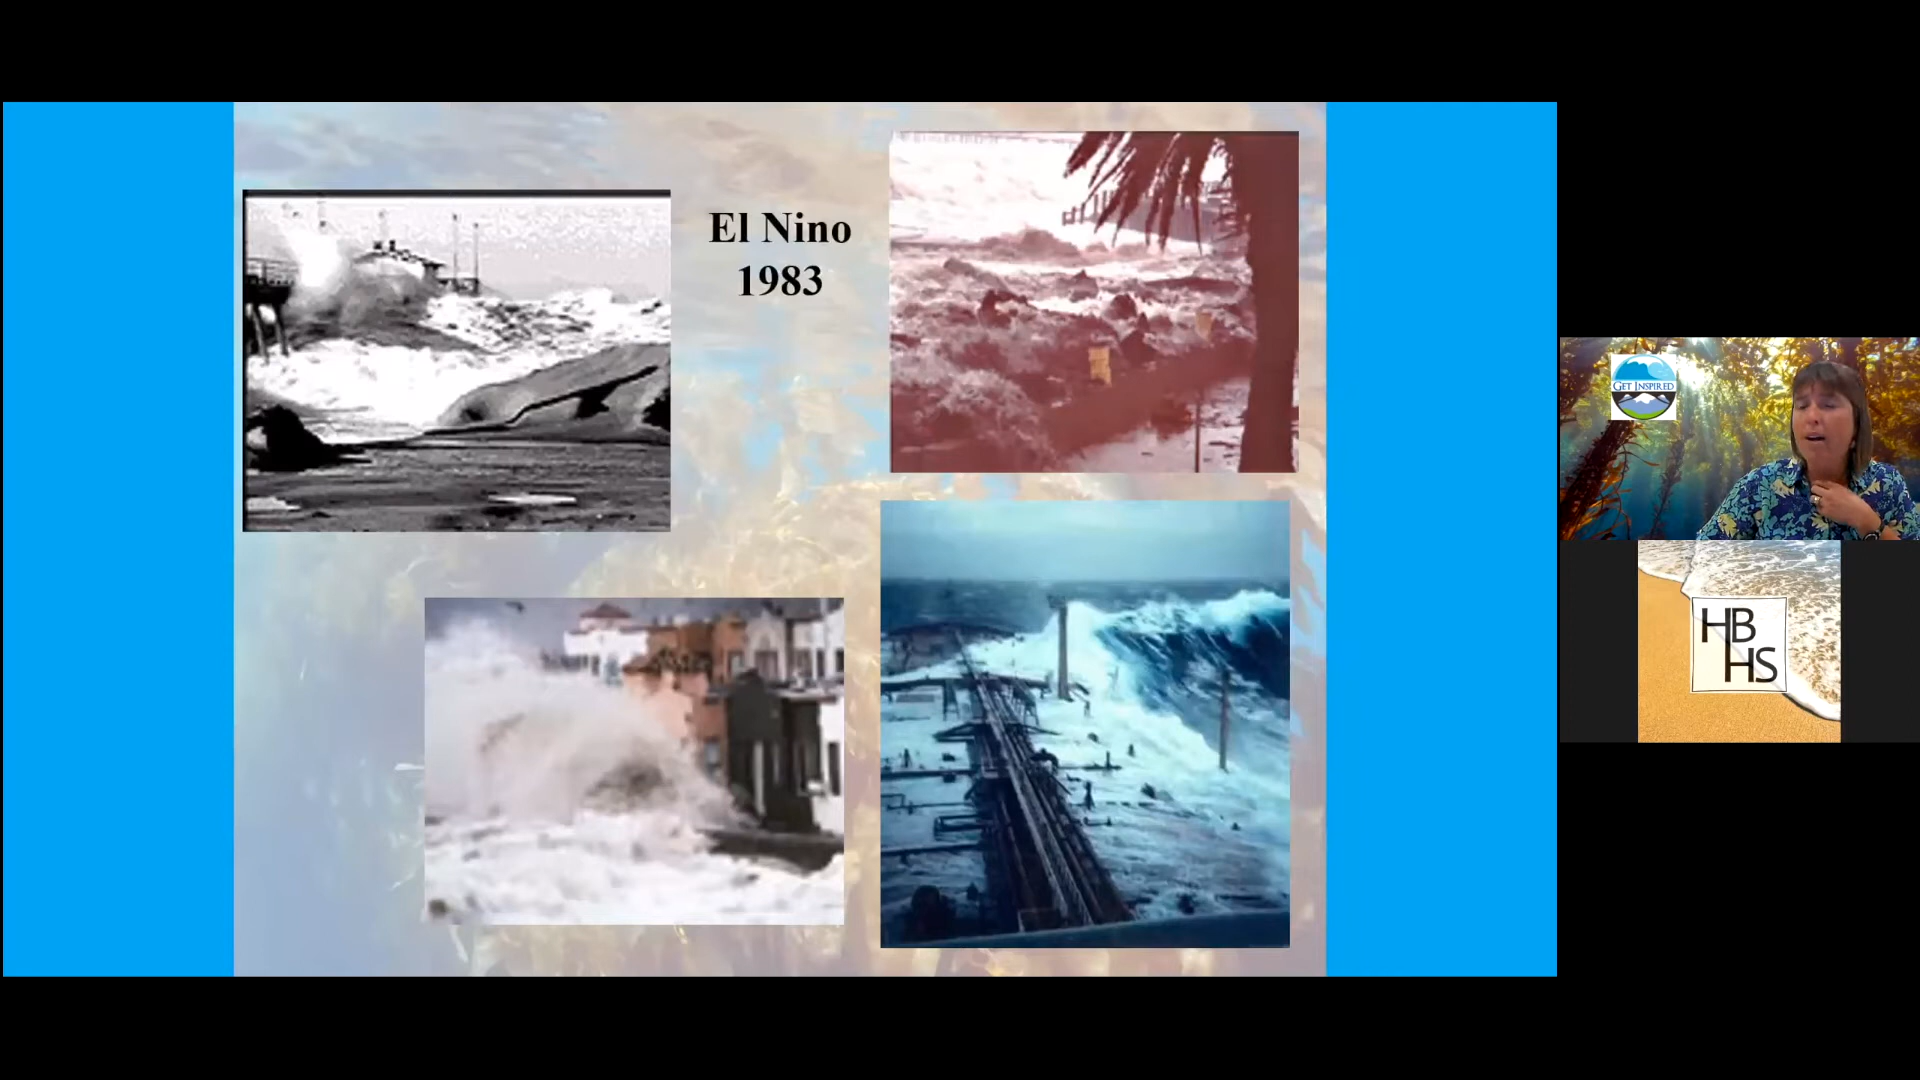 El Nino
1983
GET INSPIRED
HB
HS